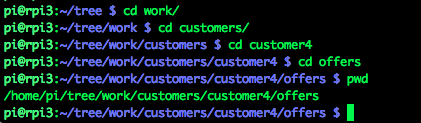 pi@rpi3:~/tree $ cd work/
pi@rpi3:~/tree/work $ cd customers/
pi@rpi3:~/tree/work/customers $ cd customer4
pi@rpi3:~/tree/work/customers/customer4 $ cd offers
pi@rpi3:~/tree/work/customers/customer4/offers $ pwd
/home/pi/tree/work/customers/customer4/offers
pi@rpi3:~/tree/work/customers/customer4/offers $